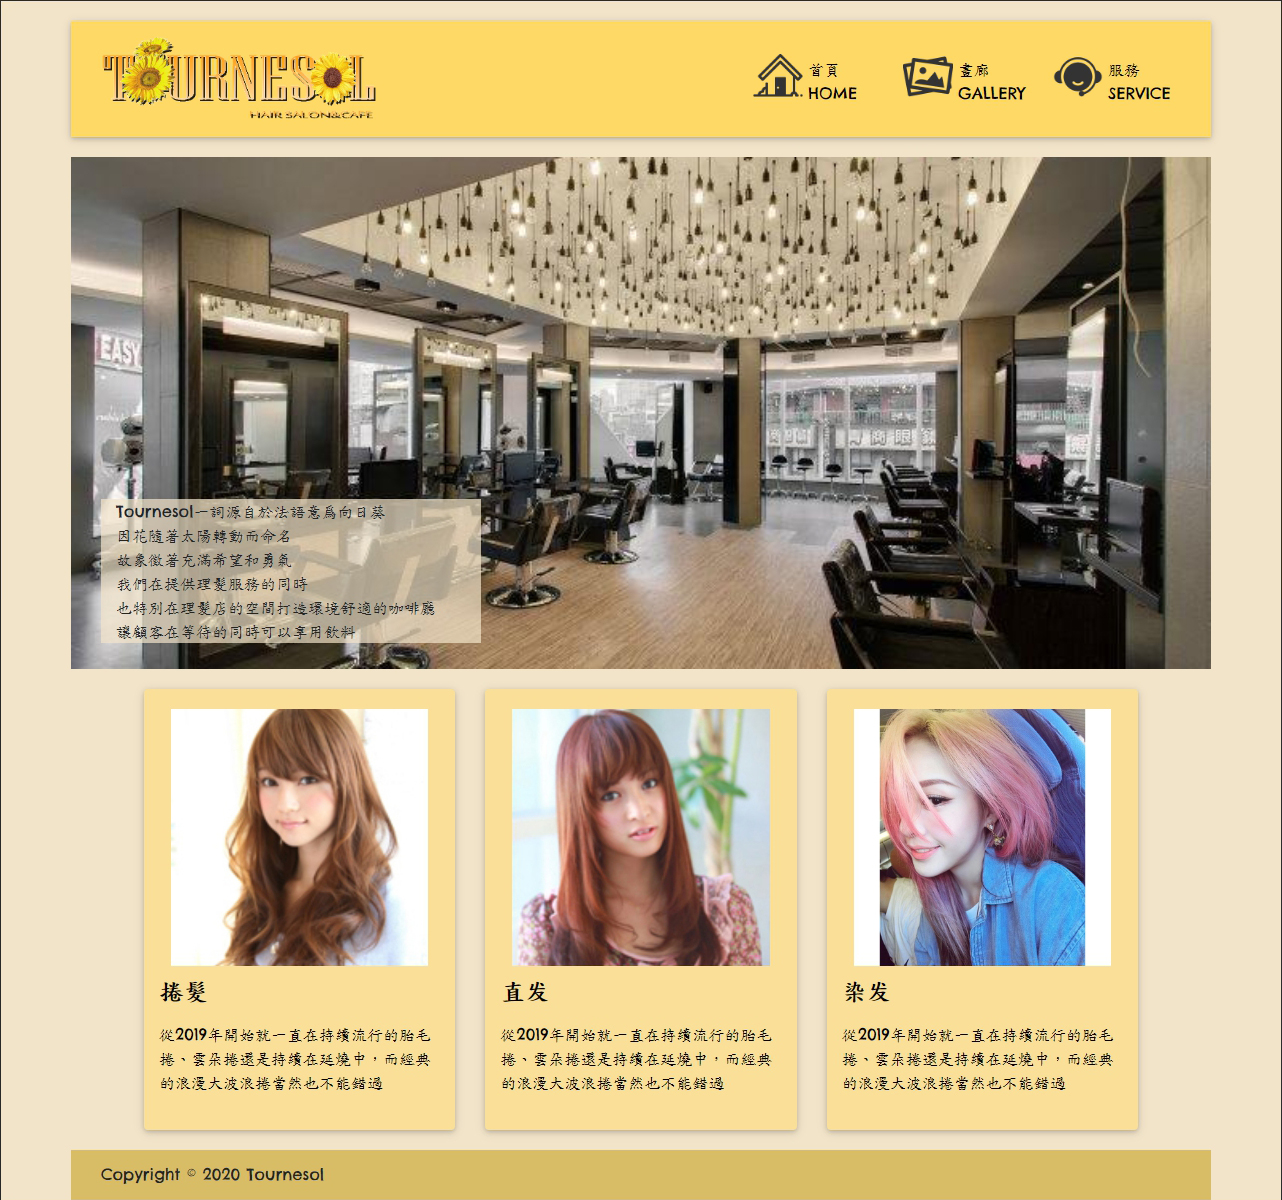 TOURNESOL
HAIR SALON&CAFE
首頁
HOME
畫廊
GALLERY
服務
SERVICE
EASY
Tournesol一詞源自於法語意為向日葵
因花隨著太陽轉動而命名
故象徵著充滿希望和勇氣
我們在提供理髮服務的同時
也特別在理髮店的空間打造環境舒適的咖啡廳
讓顧客在等待的同時可以享用飲料
捲髮
從2019年開始就一直在持續流行的胎毛
捲、雲朵捲還是持續在延燒中，而經典
的浪漫大波浪捲當然也不能錯過
直发
從2019年開始就一直在持續流行的胎毛
捲、雲朵捲還是持續在延燒中，而經典
的浪漫大波浪捲當然也不能錯過
染发
從2019年開始就一直在持續流行的胎毛
捲、雲朵捲還是持續在延燒中，而經典
的浪漫大波浪捲當然也不能錯過
Copyright © 2020 Tournesol